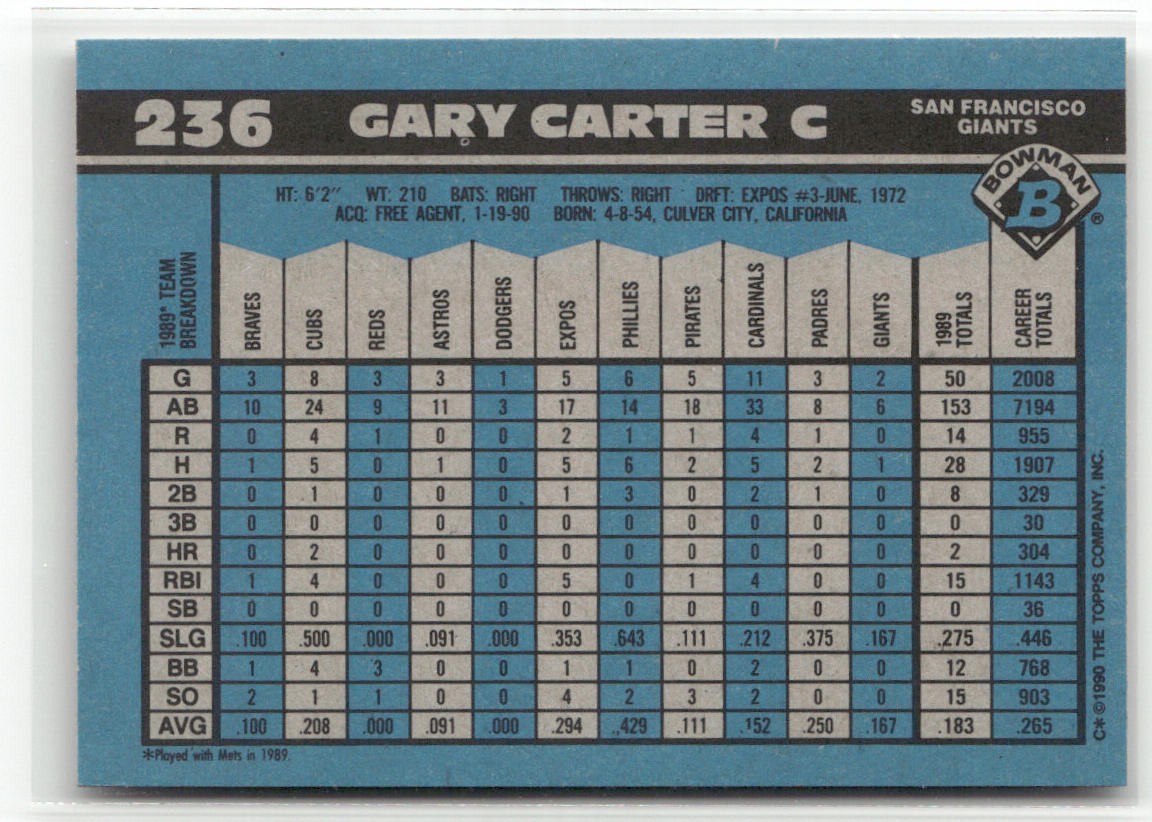 236 GARY CARTER C SAN FRANCISCO
GIANTS
BOWMAN
B ®
HT: 6'2" WT: 210 BATS: RIGHT THROWS: RIGHT DRFT: EXPOS #3-JUNE, 1972
ACQ: FREE AGENT, 1-19-90 BORN: 4-8-54, CULVER CITY, CALIFORNIA
1989* TEAM BREAKDOWN BRAVES CUBS REDS ASTROS DODGERS EXPOS PHILLIES PIRATES CARDINALS PADRES GIANTS 1989 TOTALS CAREER TOTALS
G 3 8 3 3 1 5 6 5 11 3 2 50 2008
AB 10 24 9 11 3 17 14 18 33 8 6 153 7194
R 0 4 1 0 0 2 1 1 4 1 0 14 955
H 1 5 0 1 0 5 6 2 5 2 1 28 1907
2B 0 1 0 0 0 1 3 0 2 1 0 8 329
3B 0 0 0 0 0 0 0 0 0 0 0 0 30
HR 0 2 0 0 0 0 0 0 0 0 0 2 304
RBI 1 4 0 0 0 5 0 1 4 0 0 15 1143
SB 0 0 0 0 0 0 0 0 0 0 0 0 36
SLG .100 .500 .000 .091 .000 .353 .643 .111 .212 .375 .167 .275 .446
BB 1 4 3 0 0 1 1 0 2 0 0 12 768
SO 2 1 1 0 0 4 2 3 2 0 0 15 903
AVG .100 .208 .000 .091 .000 .294 .429 .111 .152 .250 .167 .183 .265
*Played with Mets in 1989.
C* ©1990 THE TOPPS COMPANY, INC.